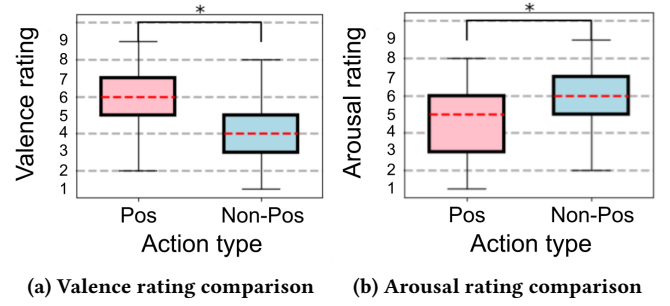 Valence rating
9
8
7
6
5
4
3
2
1
*
Pos Non-Pos
Action type
(a) Valence rating comparison
Arousal rating
9
8
7
6
5
4
3
2
1
*
Pos Non-Pos
Action type
(b) Arousal rating comparison